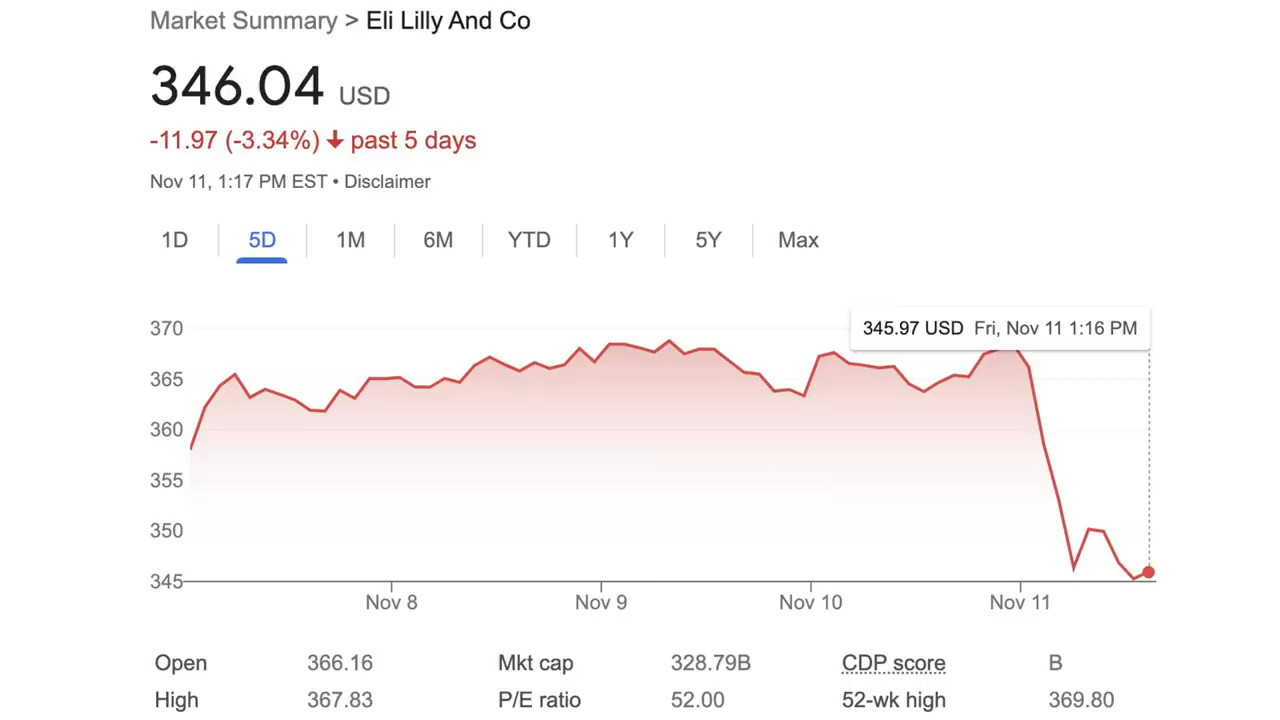 Market Summary > Eli Lilly And Co
346.04 USD
-11.97 (-3.34%) ↓ past 5 days
Nov 11, 1:17 PM EST • Disclaimer
1D 5D 1M 6M YTD 1Y 5Y Max
345.97 USD Fri, Nov 11 1:16 PM
370
365
360
355
350
345
Nov 8 Nov 9 Nov 10 Nov 11
Open 366.16 Mkt cap 328.79B CDP score B
High 367.83 P/E ratio 52.00 52-wk high 369.80